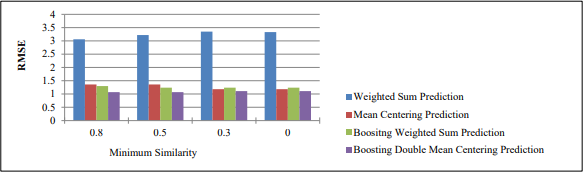 4
3.5
3
2.5
2
1.5
1
0.5
0
RMSE
0.8 0.5 0.3 0
Minimum Similarity
Weighted Sum Prediction
Mean Centering Prediction
Boositng Weighted Sum Prediction
Boosting Double Mean Centering Prediction